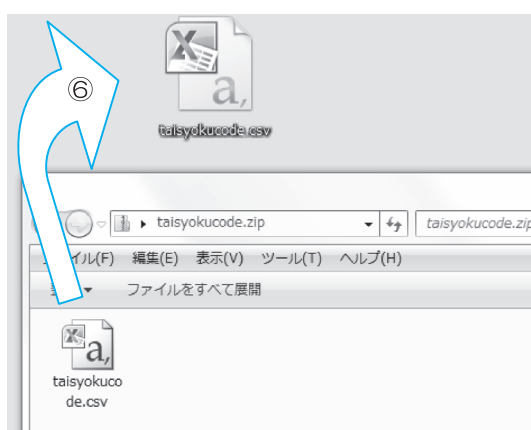 ⑥
a,
taisyokucode.csv
taisyokucode.zip
taisyokucode.zip
イル(F) 編集(E) 表示(V) ツール(T) ヘルプ(H)
ファイルをすべて展開
a,
taisyokuco
de.csv